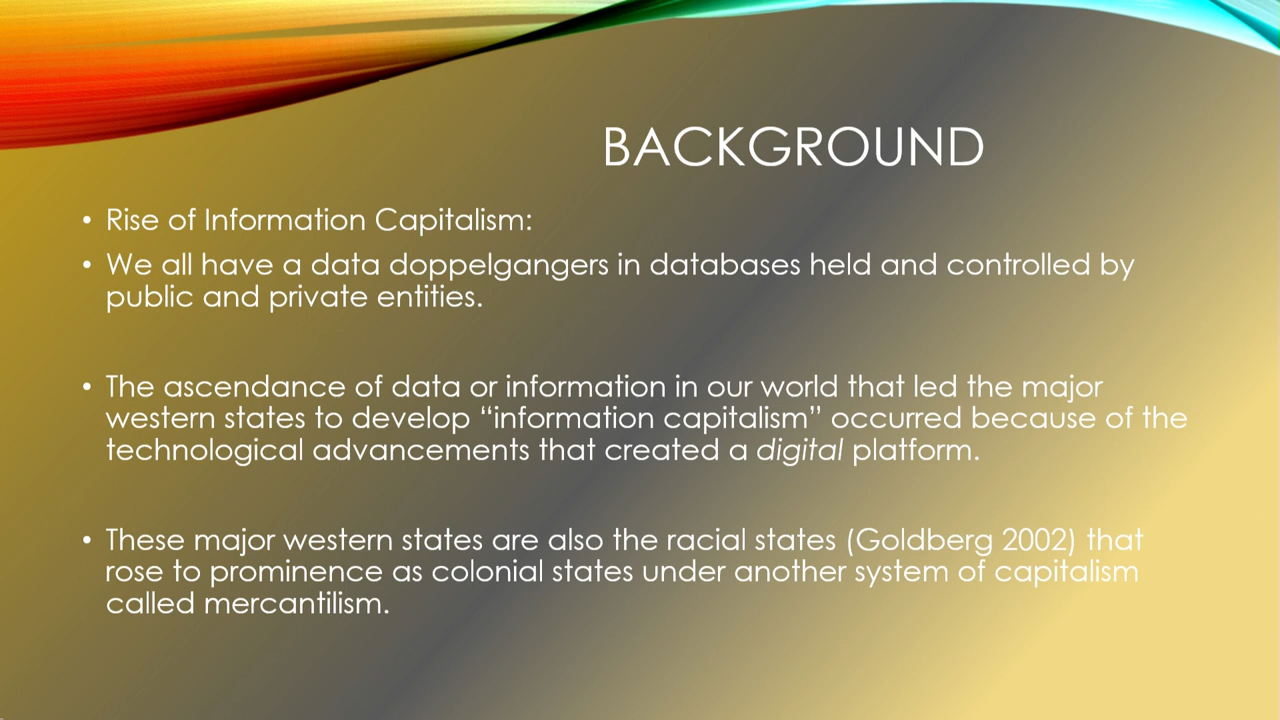 BACKGROUND
• Rise of Information Capitalism:
• We all have a data doppelgangers in databases held and controlled by
public and private entities.
• The ascendance of data or information in our world that led the major
western states to develop “information capitalism” occurred because of the
technological advancements that created a digital platform.
• These major western states are also the racial states (Goldberg 2002) that
rose to prominence as colonial states under another system of capitalism
called mercantilism.